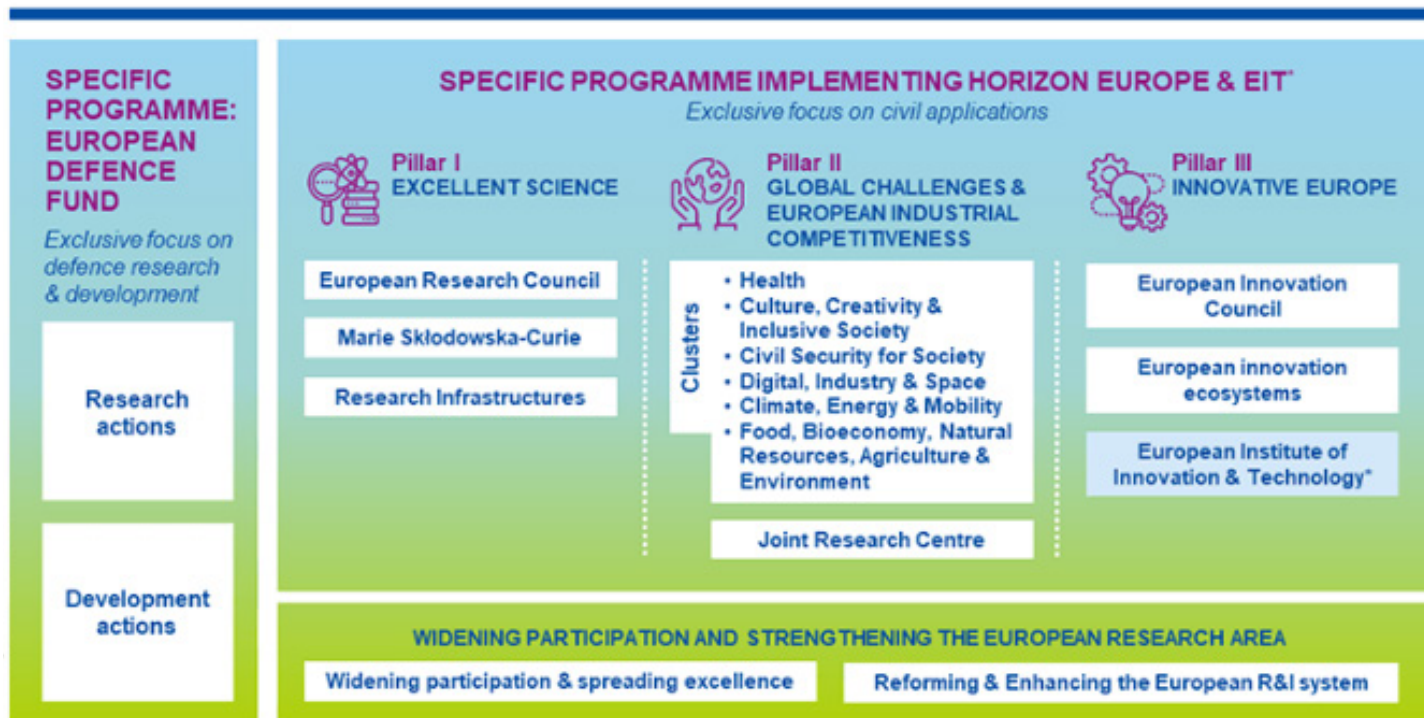 SPECIFIC
PROGRAMME:
EUROPEAN
DEFENCE
FUND
Exclusive focus on
defence research
& development
Research
actions
Development
actions
SPECIFIC PROGRAMME IMPLEMENTING HORIZON EUROPE & EIT*
Exclusive focus on civil applications
Pillar I
EXCELLENT SCIENCE
European Research Council
Marie Skłodowska-Curie
Research Infrastructures
Pillar II
GLOBAL CHALLENGES &
EUROPEAN INDUSTRIAL
COMPETITIVENESS
Clusters
• Health
• Culture, Creativity &
Inclusive Society
• Civil Security for Society
• Digital, Industry & Space
• Climate, Energy & Mobility
• Food, Bioeconomy, Natural
Resources, Agriculture &
Environment
Joint Research Centre
Pillar III
INNOVATIVE EUROPE
European Innovation
Council
European innovation
ecosystems
European Institute of
Innovation & Technology*
WIDENING PARTICIPATION AND STRENGTHENING THE EUROPEAN RESEARCH AREA
Widening participation & spreading excellence
Reforming & Enhancing the European R&I system